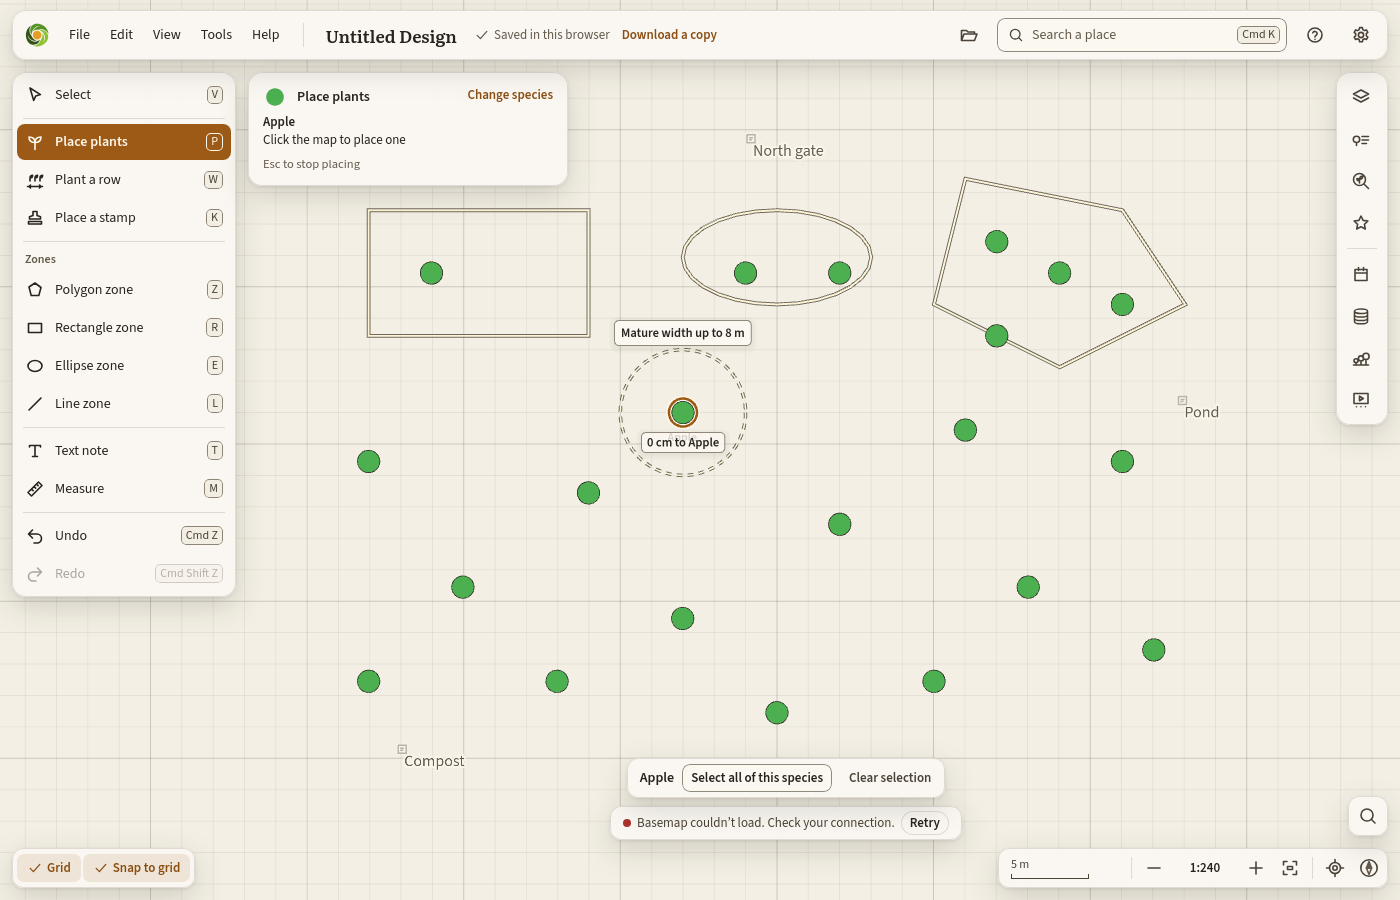 File Edit View Tools Help Untitled Design Saved in this browser Download a copy Search a place Cmd K
Select V
Place plants P
Plant a row W
Place a stamp K
Zones
Polygon zone Z
Rectangle zone R
Ellipse zone E
Line zone L
Text note T
Measure M
Undo Cmd Z
Redo Cmd Shift Z
Place plants Change species
Apple
Click the map to place one
Esc to stop placing
North gate
Mature width up to 8 m
0 cm to Apple
Pond
Compost
Apple Select all of this species Clear selection
Basemap couldn’t load. Check your connection. Retry
Grid Snap to grid
5 m 1:240